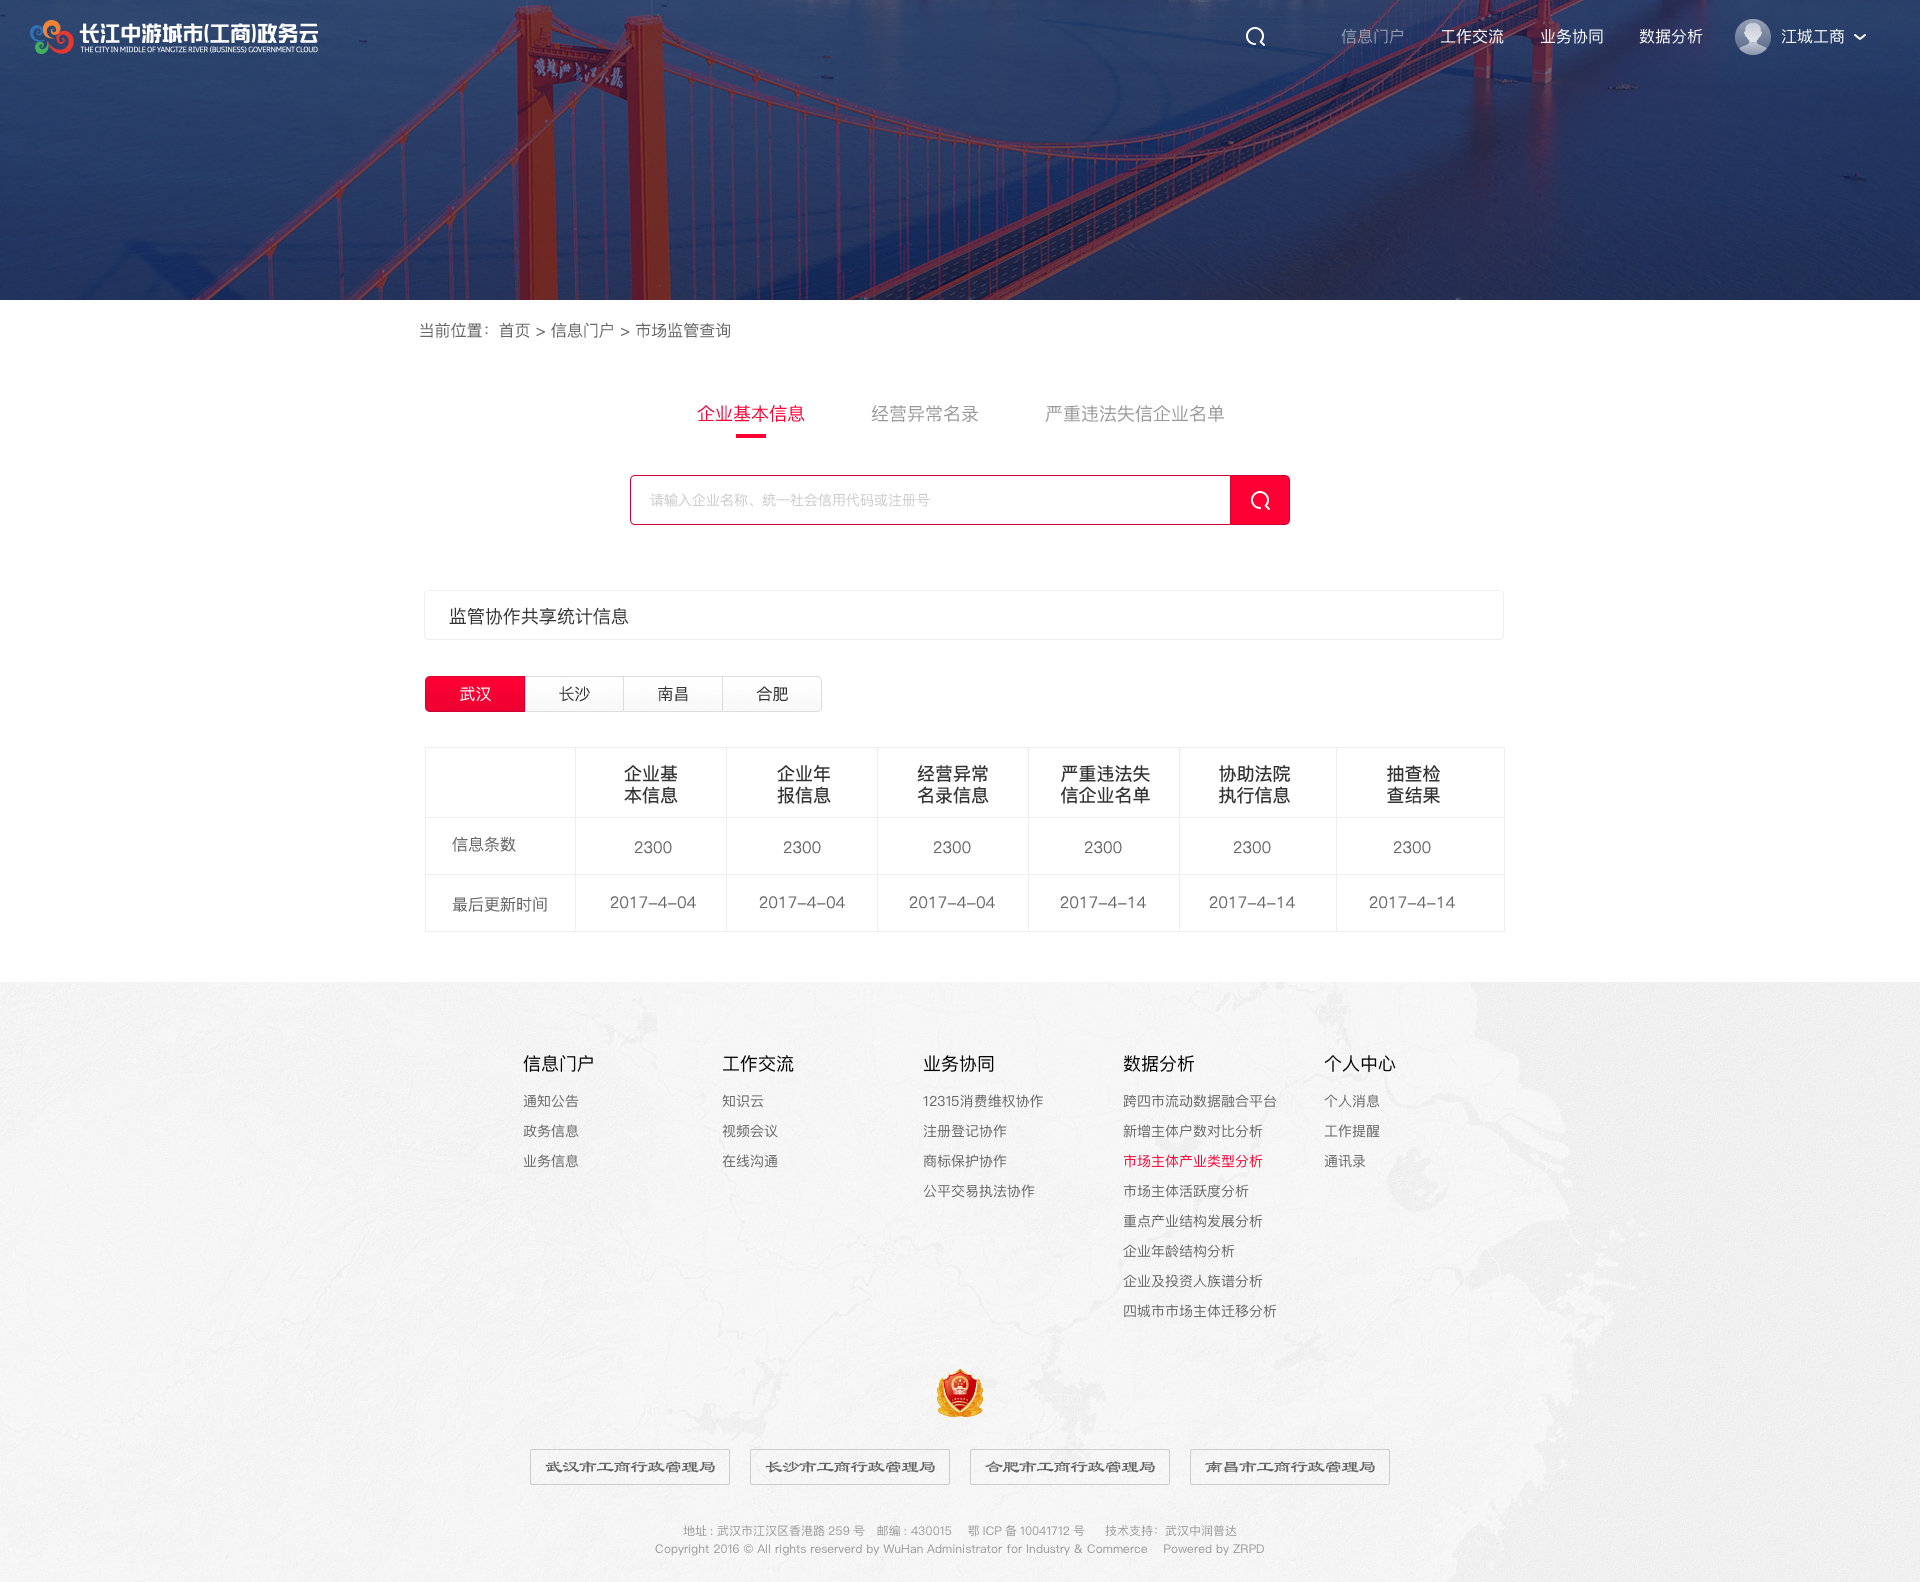 长江中游城市(工商)政务云
THE CITY IN MIDDLE OF YANGTZE RIVER (BUSINESS) GOVERNMENT CLOUD
信息门户 工作交流 业务协同 数据分析 江城工商
当前位置：首页 > 信息门户 > 市场监管查询
企业基本信息 经营异常名录 严重违法失信企业名单
请输入企业名称、统一社会信用代码或注册号
监管协作共享统计信息
武汉 长沙 南昌 合肥
企业基 企业年 经营异常 严重违法失 协助法院 抽查检
本信息 报信息 名录信息 信企业名单 执行信息 查结果
信息条数 2300 2300 2300 2300 2300 2300
最后更新时间 2017-4-04 2017-4-04 2017-4-04 2017-4-14 2017-4-14 2017-4-14
信息门户 工作交流 业务协同 数据分析 个人中心
通知公告 知识云 12315消费维权协作 跨四市流动数据融合平台 个人消息
政务信息 视频会议 注册登记协作 新增主体户数对比分析 工作提醒
业务信息 在线沟通 商标保护协作 市场主体产业类型分析 通讯录
公平交易执法协作 市场主体活跃度分析
重点产业结构发展分析
企业年龄结构分析
企业及投资人族谱分析
四城市市场主体迁移分析
武汉市工商行政管理局 长沙市工商行政管理局 合肥市工商行政管理局 南昌市工商行政管理局
地址 : 武汉市江汉区香港路 259 号 邮编 : 430015 鄂 ICP 备 10041712 号 技术支持：武汉中润普达
Copyright 2016 © All rights reserverd by WuHan Administrator for Industry & Commerce Powered by ZRPD